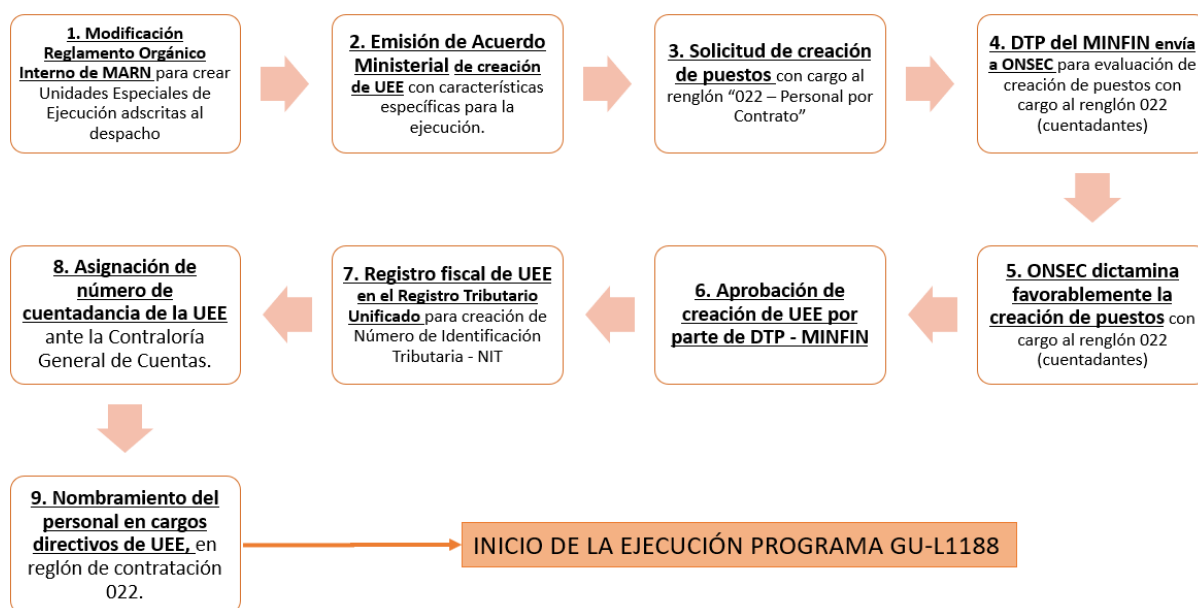 1. Modificación
Reglamento Orgánico
Interno de MARN para crear
Unidades Especiales de
Ejecución adscritas al
despacho
2. Emisión de Acuerdo
Ministerial de creación
de UEE con características
específicas para la
ejecución.
3. Solicitud de creación
de puestos con cargo al
renglón “022 – Personal por
Contrato”
4. DTP del MINFIN envía
a ONSEC para evaluación de
creación de puestos con
cargo al renglón 022
(cuentadantes)
5. ONSEC dictamina
favorablemente la
creación de puestos con
cargo al renglón 022
(cuentadantes)
6. Aprobación de
creación de UEE por
parte de DTP - MINFIN
7. Registro fiscal de UEE
en el Registro Tributario
Unificado para creación de
Número de Identificación
Tributaria - NIT
8. Asignación de
número de
cuentadancia de la UEE
ante la Contraloría
General de Cuentas.
9. Nombramiento del
personal en cargos
directivos de UEE, en
reglón de contratación
022.
INICIO DE LA EJECUCIÓN PROGRAMA GU-L1188